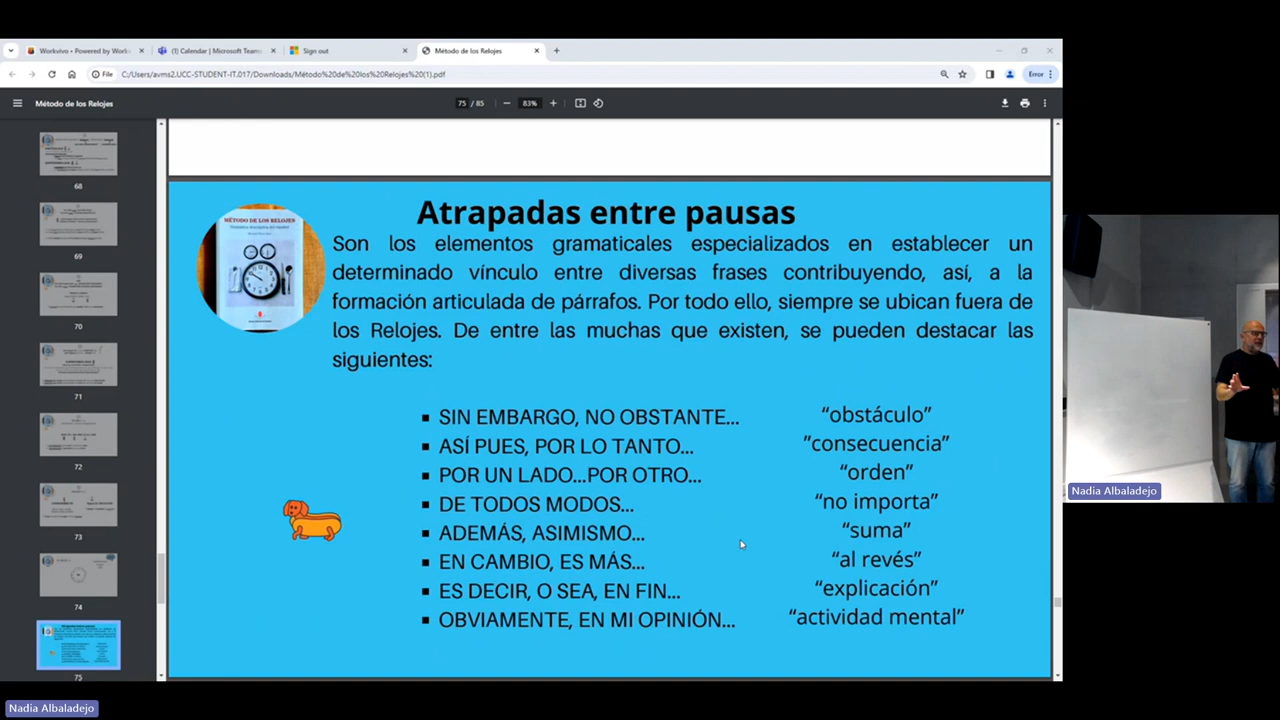 Workvivo • Powered by Work
(1) Calendar | Microsoft Teams
Sign out
Método de los Relojes
File
C:/Users/avms2.UCC-STUDENT-IT.017/Downloads/Método%20de%20los%20Relojes%20(1).pdf
Error
Método de los Relojes
75 / 85
83%
68
69
70
71
72
73
74
75
MÉTODO DE LOS RELOJES
Atrapadas entre pausas
Son los elementos gramaticales especializados en establecer un
determinado vínculo entre diversas frases contribuyendo, así, a la
formación articulada de párrafos. Por todo ello, siempre se ubican fuera de
los Relojes. De entre las muchas que existen, se pueden destacar las
siguientes:
▪ SIN EMBARGO, NO OBSTANTE... “obstáculo”
▪ ASÍ PUES, POR LO TANTO... ”consecuencia”
▪ POR UN LADO...POR OTRO... “orden”
▪ DE TODOS MODOS... “no importa”
▪ ADEMÁS, ASIMISMO... “suma”
▪ EN CAMBIO, ES MÁS... “al revés”
▪ ES DECIR, O SEA, EN FIN... “explicación”
▪ OBVIAMENTE, EN MI OPINIÓN... “actividad mental”
Nadia Albaladejo
Nadia Albaladejo